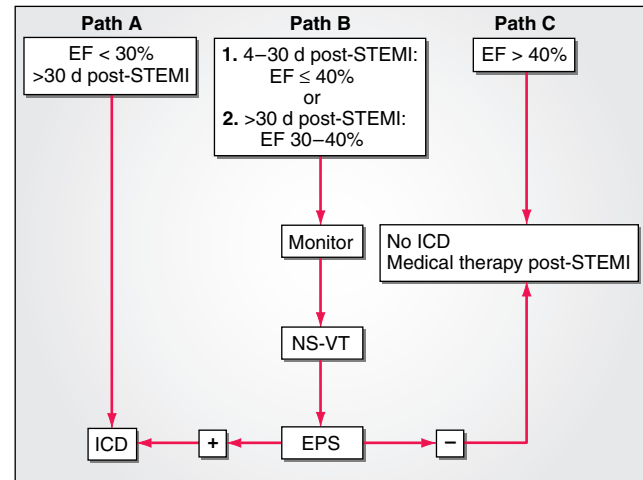 Path A
EF < 30%
>30 d post-STEMI
Path B
1. 4–30 d post-STEMI:
EF ≤ 40%
or
2. >30 d post-STEMI:
EF 30–40%
Path C
EF > 40%
Monitor
No ICD
Medical therapy post-STEMI
NS-VT
ICD
+
EPS
–